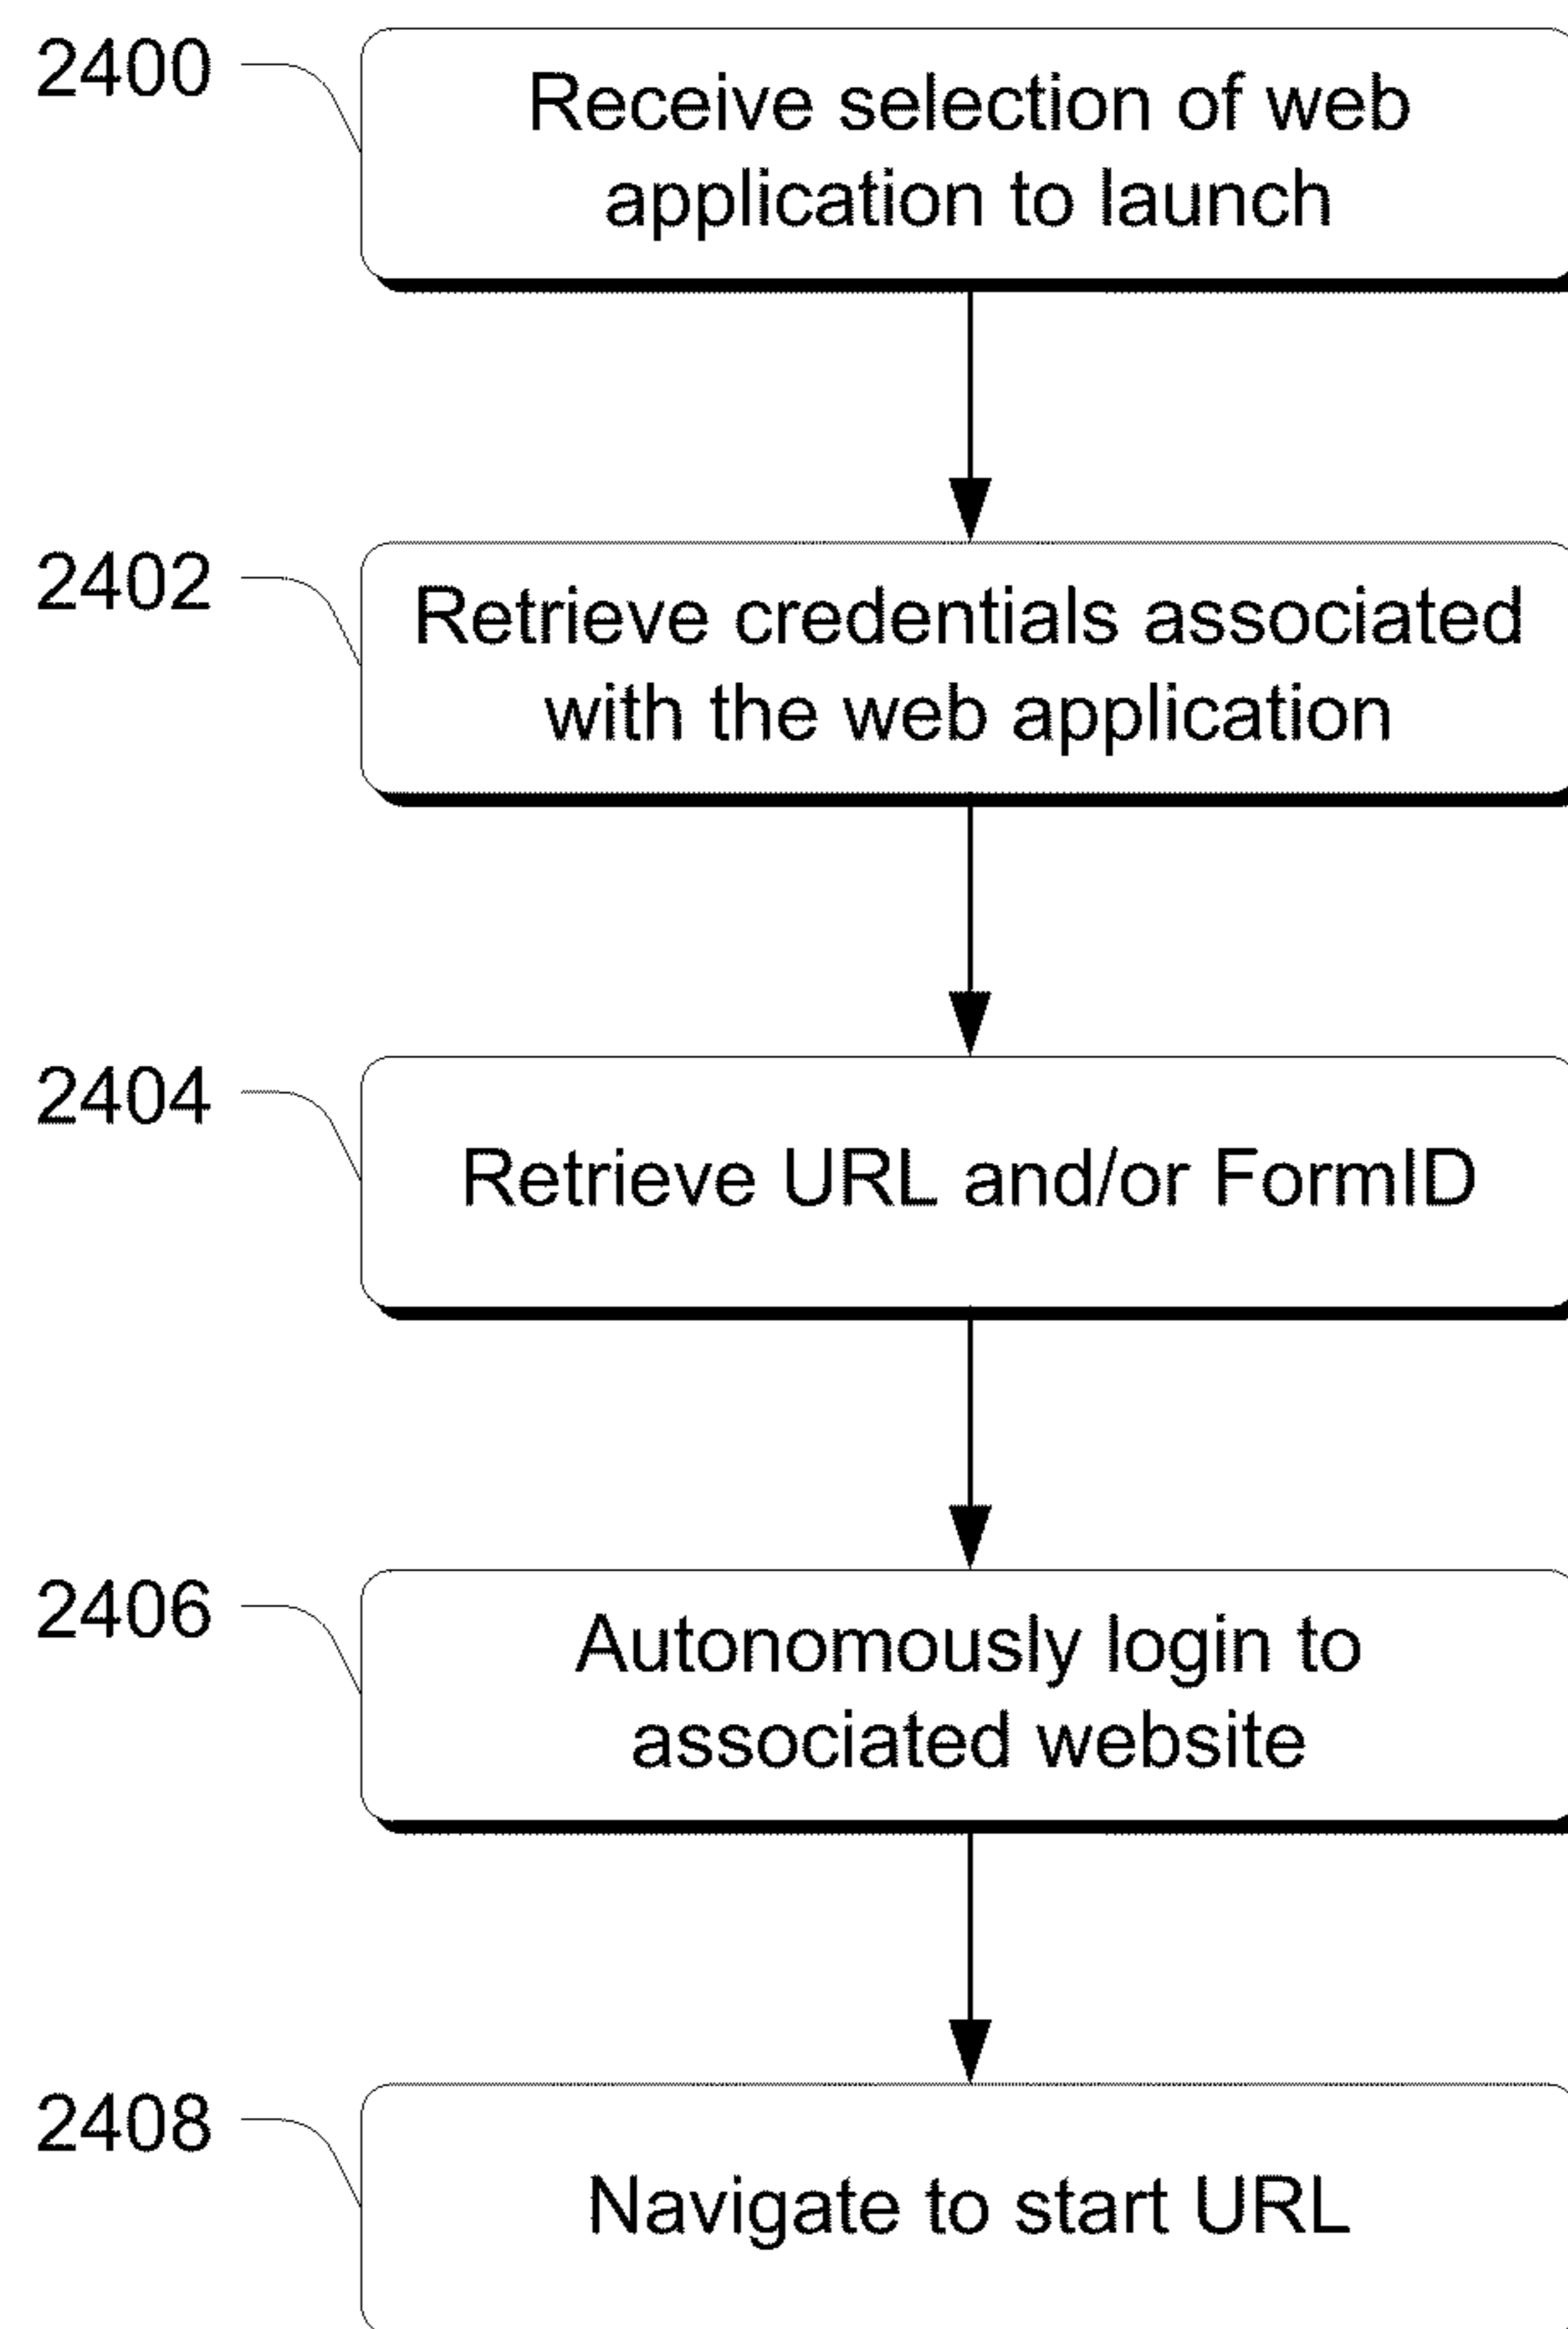 2400
Receive selection of web
application to launch
2402
Retrieve credentials associated
with the web application
2404
Retrieve URL and/or FormID
2406
Autonomously login to
associated website
2408
Navigate to start URL